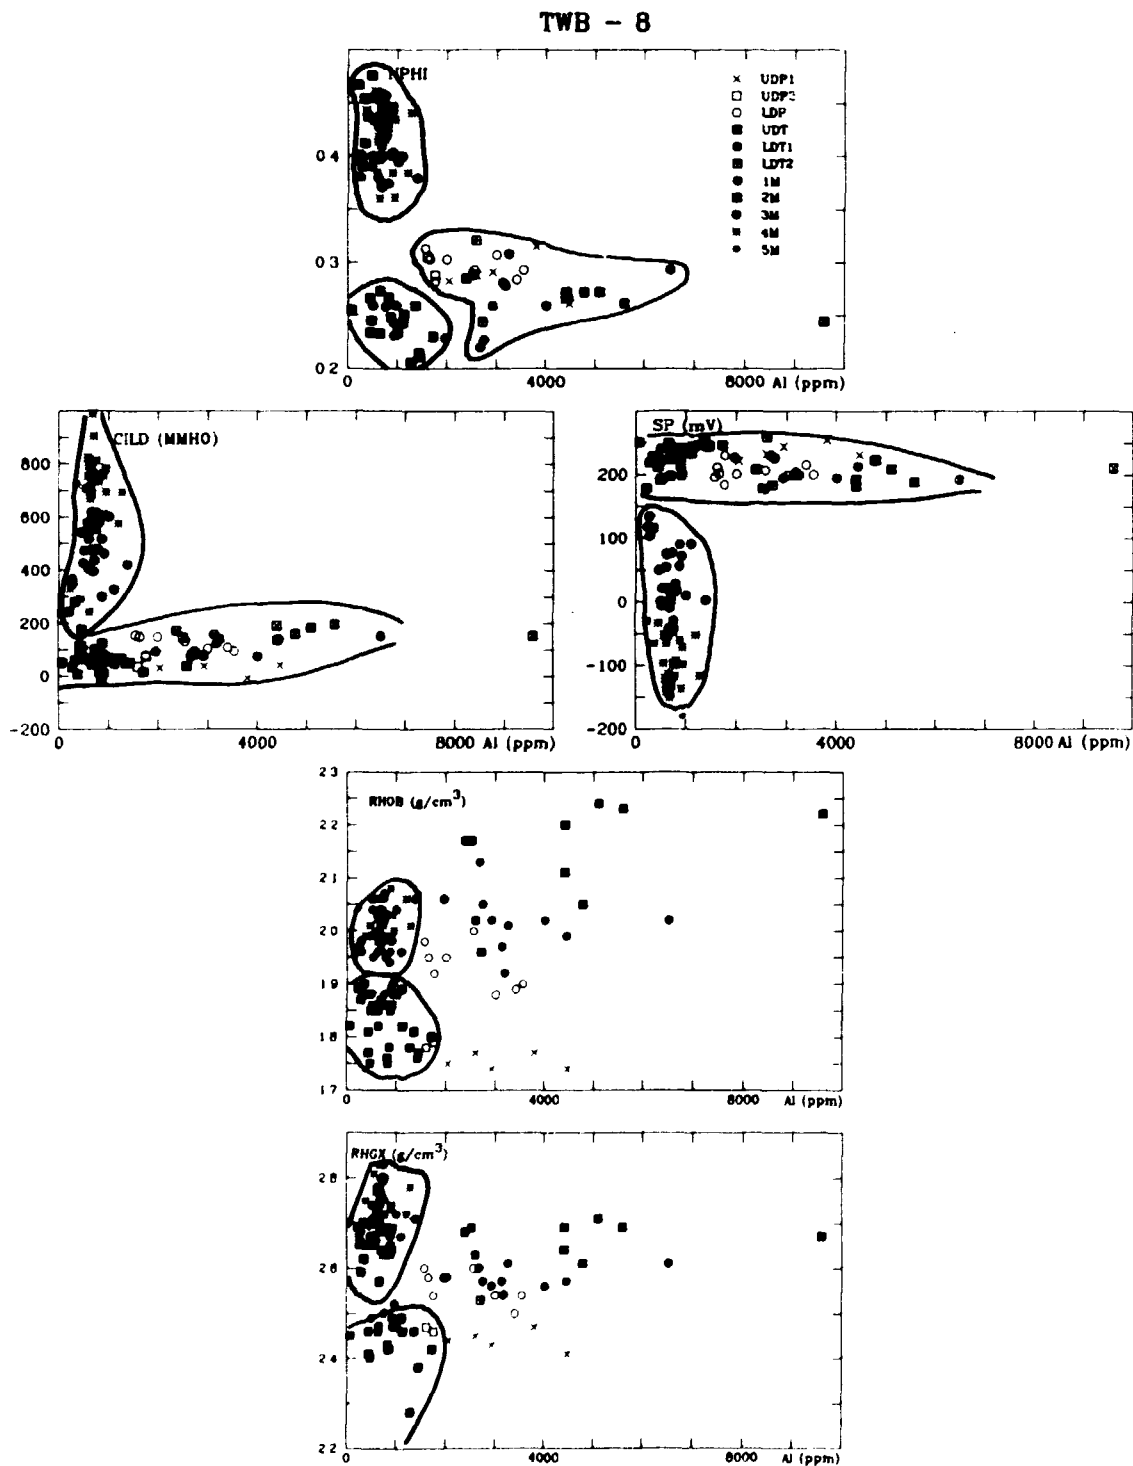 TWB - 8
NPHI
UDP1
UDP3
LDP
UDT
LDT1
LDT2
1M
2M
3M
4M
5M
0 4
0 3
0 2
0 4000 8000 Al (ppm)
CILD (MMHO)
800
600
400
200
0
-200
0 4000 8000 Al (ppm)
SP (mV)
200
100
0
-100
-200
0 4000 8000 Al (ppm)
RHOB (g/cm3)
2 3
2 2
2 1
2 0
1 9
1 8
1 7
0 4000 8000 Al (ppm)
RHGX (g/cm3)
2 8
2 6
2 4
2 2
0 4000 8000 Al (ppm)